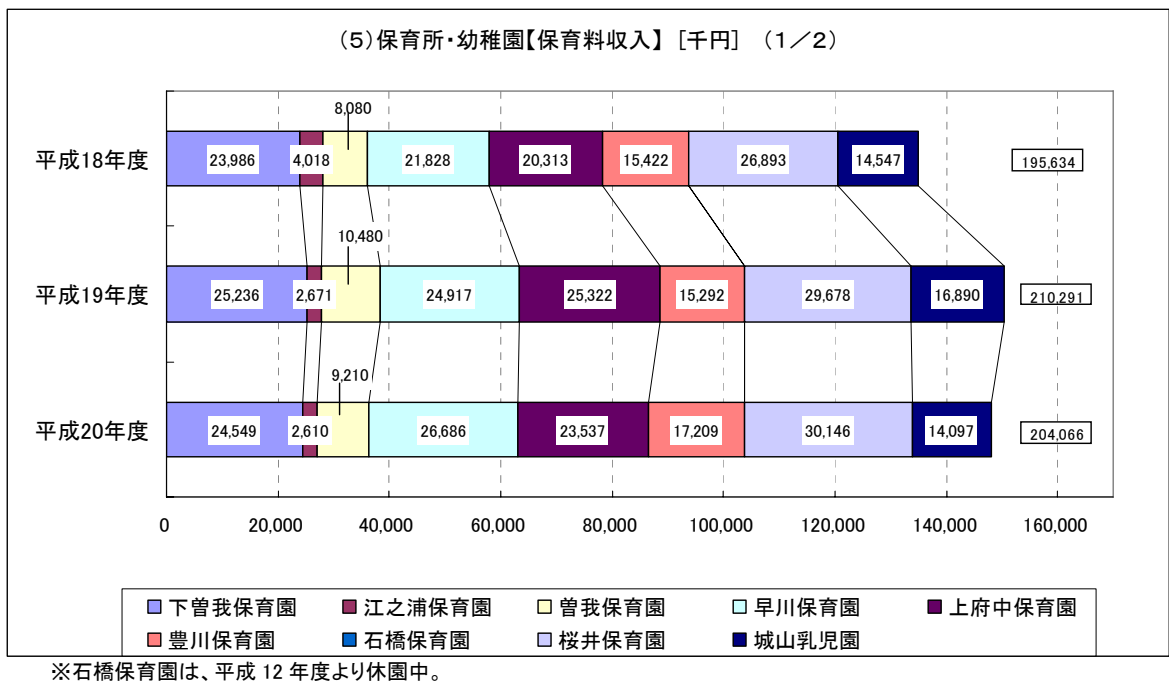 (5)保育所・幼稚園【保育料収入】 [千円] (1/2)
8,080
平成18年度 23,986 4,018 21,828 20,313 15,422 26,893 14,547 195,634
10,480
平成19年度 25,236 2,671 24,917 25,322 15,292 29,678 16,890 210,291
9,210
平成20年度 24,549 2,610 26,686 23,537 17,209 30,146 14,097 204,066
0 20,000 40,000 60,000 80,000 100,000 120,000 140,000 160,000
下曽我保育園 江之浦保育園 曽我保育園 早川保育園 上府中保育園
豊川保育園 石橋保育園 桜井保育園 城山乳児園
※石橋保育園は、平成 12 年度より休園中。